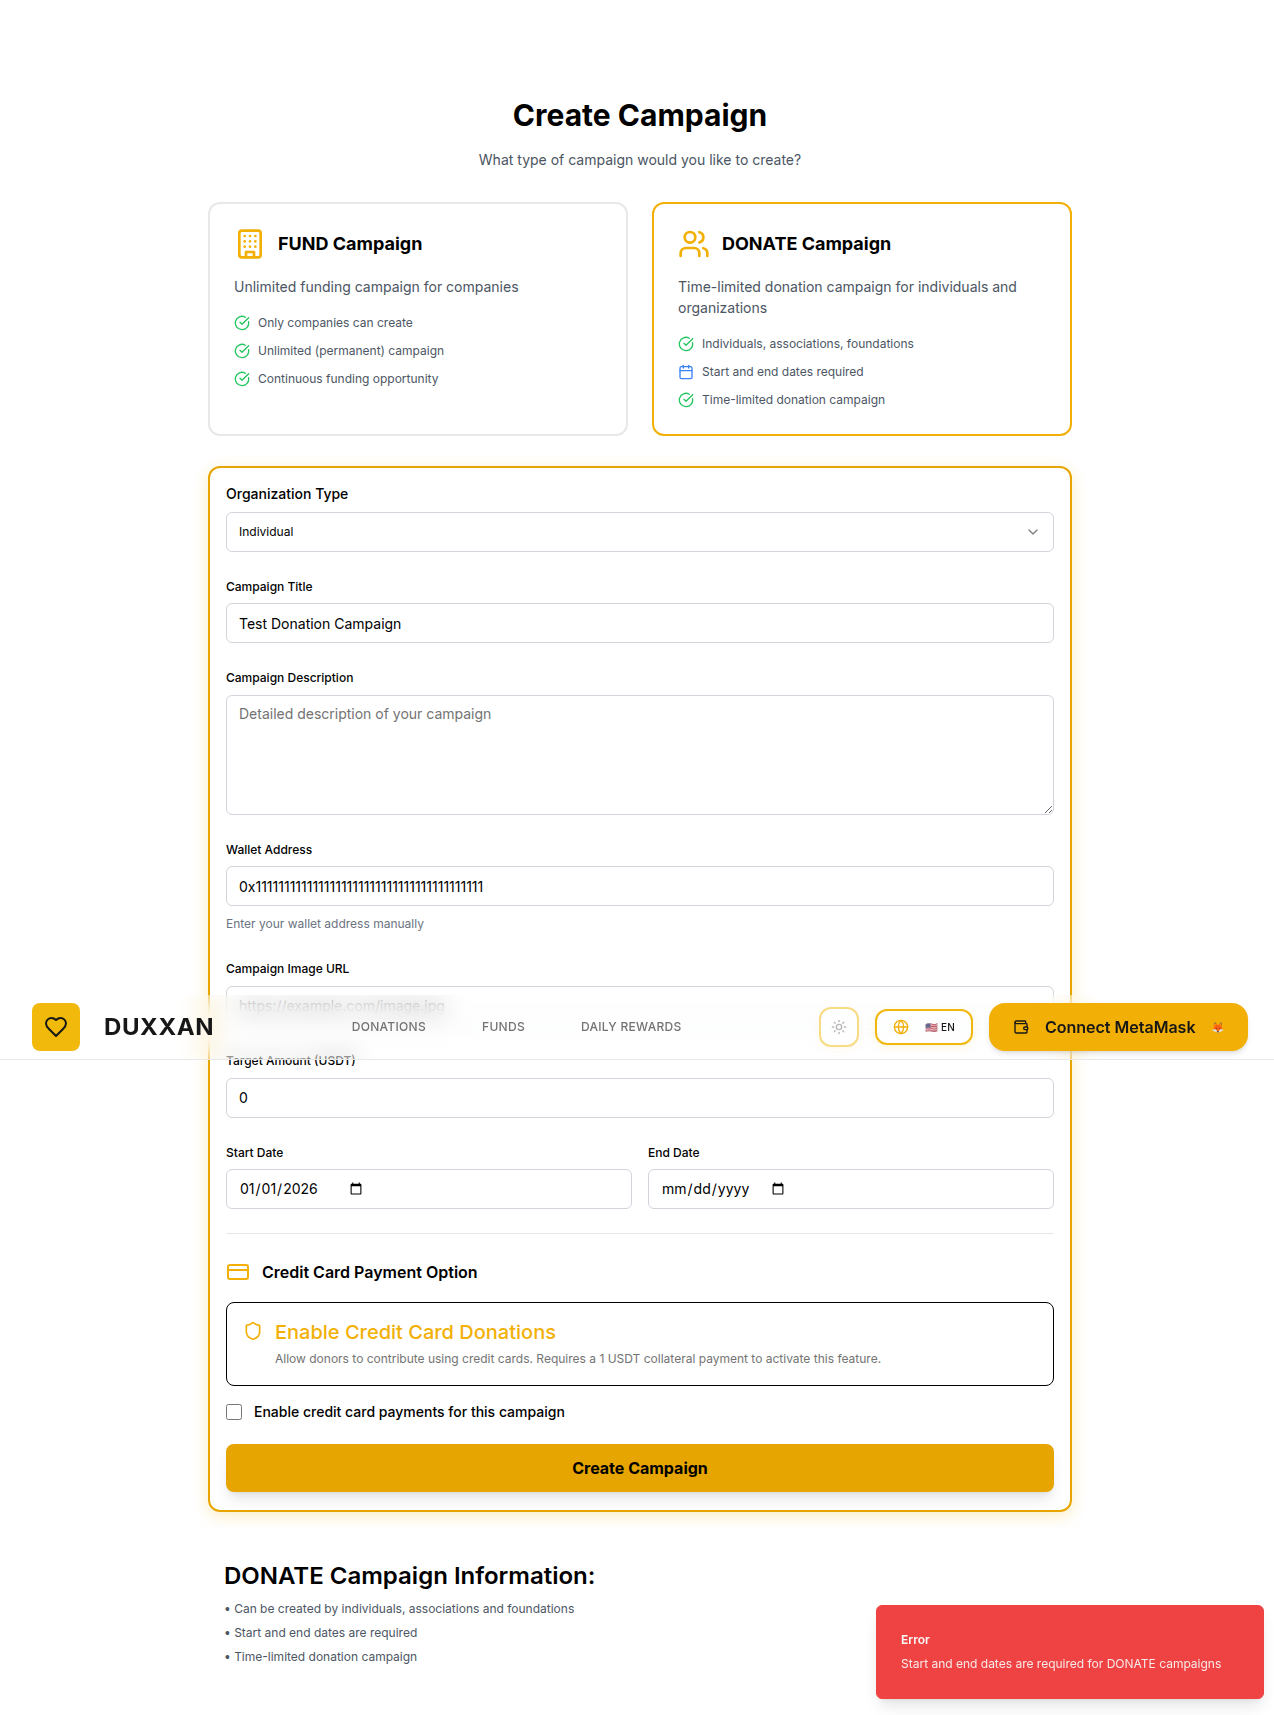 Create Campaign
What type of campaign would you like to create?
FUND Campaign
Unlimited funding campaign for companies
Only companies can create
Unlimited (permanent) campaign
Continuous funding opportunity
DONATE Campaign
Time-limited donation campaign for individuals and
organizations
Individuals, associations, foundations
Start and end dates required
Time-limited donation campaign
Organization Type
Individual
Campaign Title
Test Donation Campaign
Campaign Description
Detailed description of your campaign
Wallet Address
0x1111111111111111111111111111111111111111
Enter your wallet address manually
Campaign Image URL
https://example.com/image.jpg
DUXXAN
DONATIONS
FUNDS
DAILY REWARDS
EN
Connect MetaMask
Target Amount (USDT)
0
Start Date
01/01/2026
End Date
mm/dd/yyyy
Credit Card Payment Option
Enable Credit Card Donations
Allow donors to contribute using credit cards. Requires a 1 USDT collateral payment to activate this feature.
Enable credit card payments for this campaign
Create Campaign
DONATE Campaign Information:
• Can be created by individuals, associations and foundations
• Start and end dates are required
• Time-limited donation campaign
Error
Start and end dates are required for DONATE campaigns